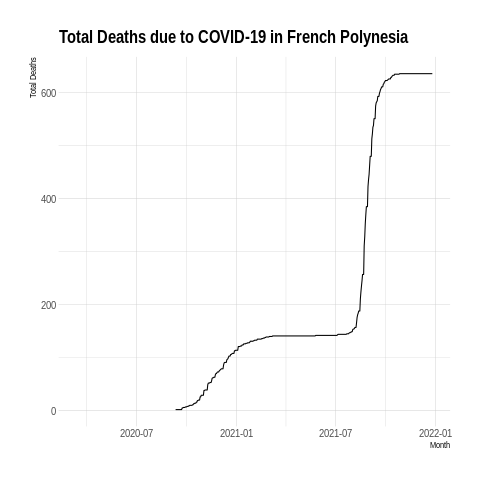 Total Deaths due to COVID-19 in French Polynesia
Total Deaths
600
400
200
0
2020-07 2021-01 2021-07 2022-01
Month